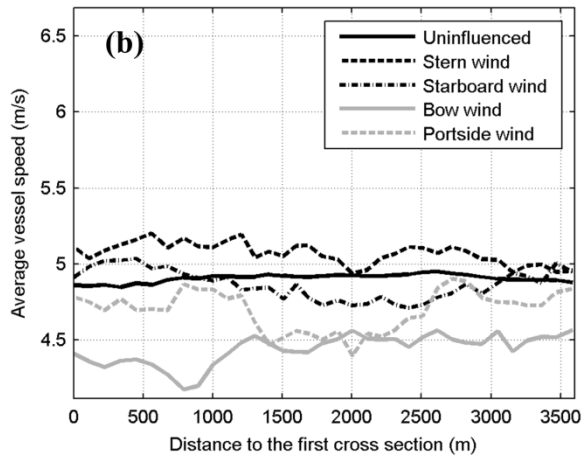 (b)
Uninfluenced
Stern wind
Starboard wind
Bow wind
Portside wind
Average vessel speed (m/s)
6.5
6
5.5
5
4.5
0 500 1000 1500 2000 2500 3000 3500
Distance to the first cross section (m)